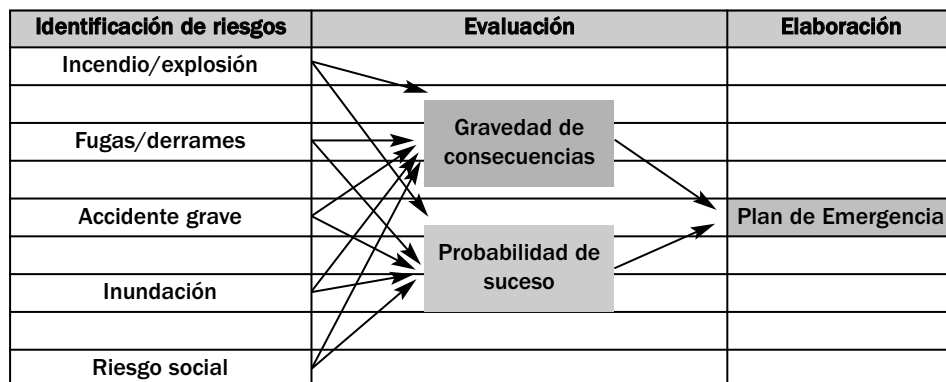 Identificación de riesgos
Evaluación
Elaboración
Incendio/explosión
Fugas/derrames
Accidente grave
Inundación
Riesgo social
Gravedad de
consecuencias
Probabilidad de
suceso
Plan de Emergencia